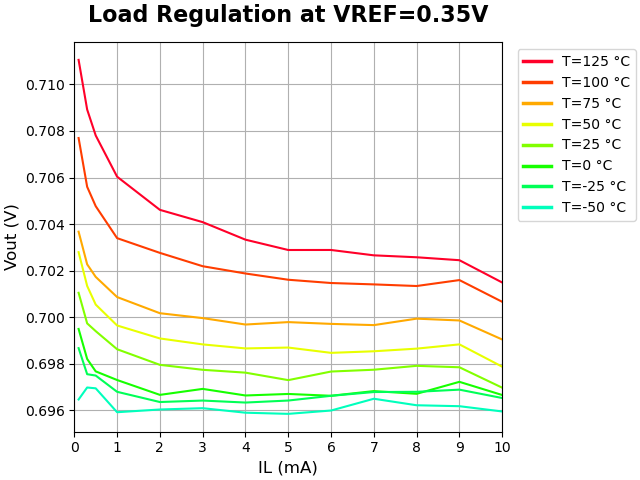 Load Regulation at VREF=0.35V
Vout (V)
0.710
0.708
0.706
0.704
0.702
0.700
0.698
0.696
0 1 2 3 4 5 6 7 8 9 10
IL (mA)
T=125 °C
T=100 °C
T=75 °C
T=50 °C
T=25 °C
T=0 °C
T=-25 °C
T=-50 °C